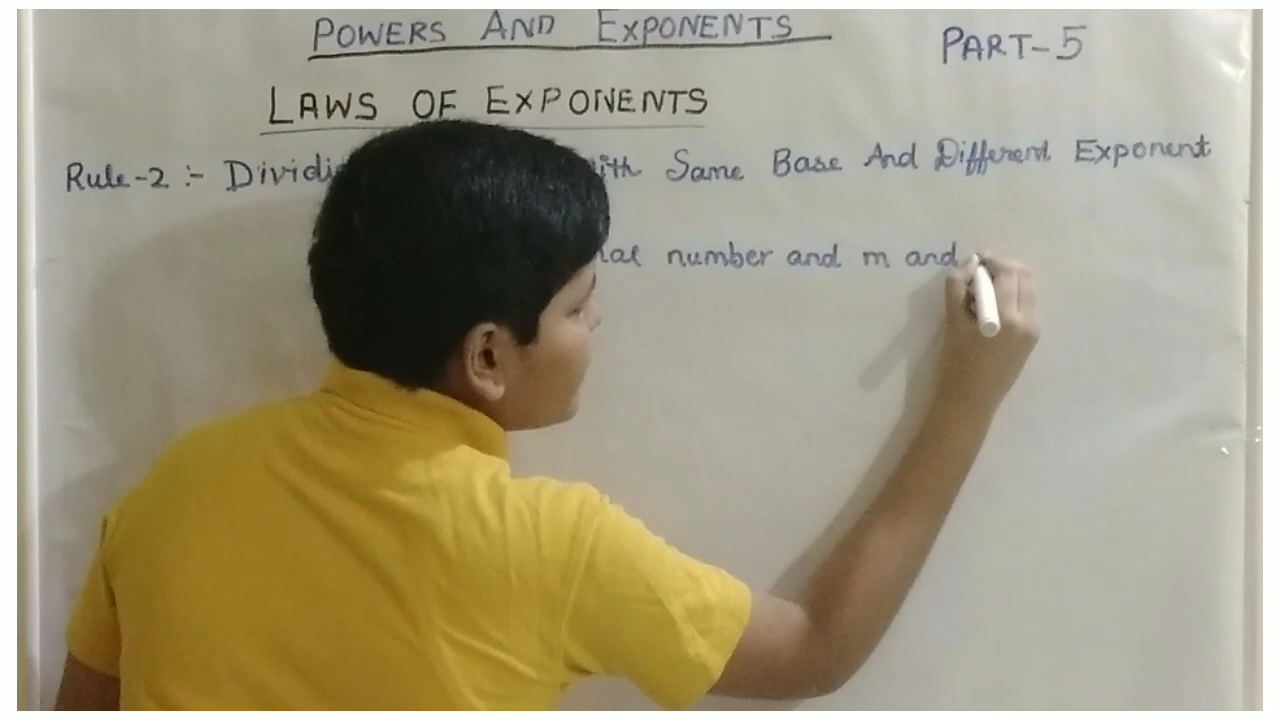 POWERS AND EXPONENTS
PART-5
LAWS OF EXPONENTS
Rule-2 :- Dividi ith Same Base And Different Exponent
number and m and